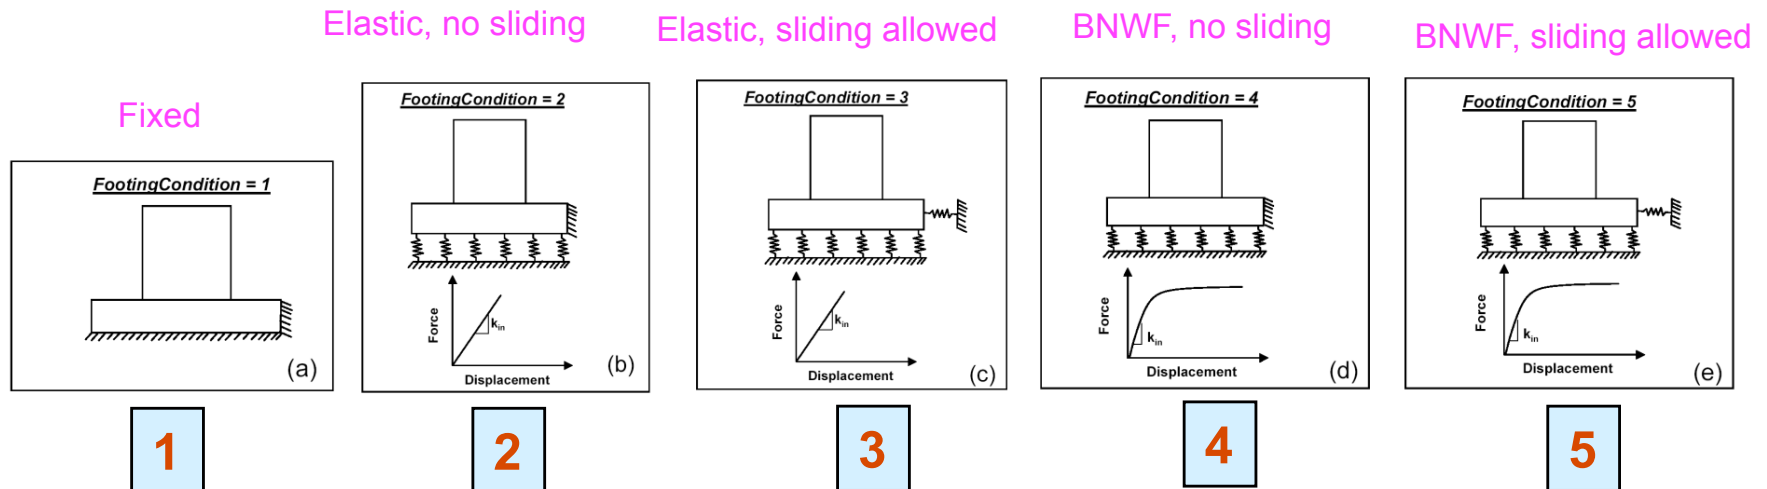 Fixed
FootingCondition = 1
(a)
1
Elastic, no sliding
FootingCondition = 2
Force
kin
Displacement
(b)
2
Elastic, sliding allowed
FootingCondition = 3
Force
kin
Displacement
(c)
3
BNWF, no sliding
FootingCondition = 4
Force
kin
Displacement
(d)
4
BNWF, sliding allowed
FootingCondition = 5
Force
kin
Displacement
(e)
5